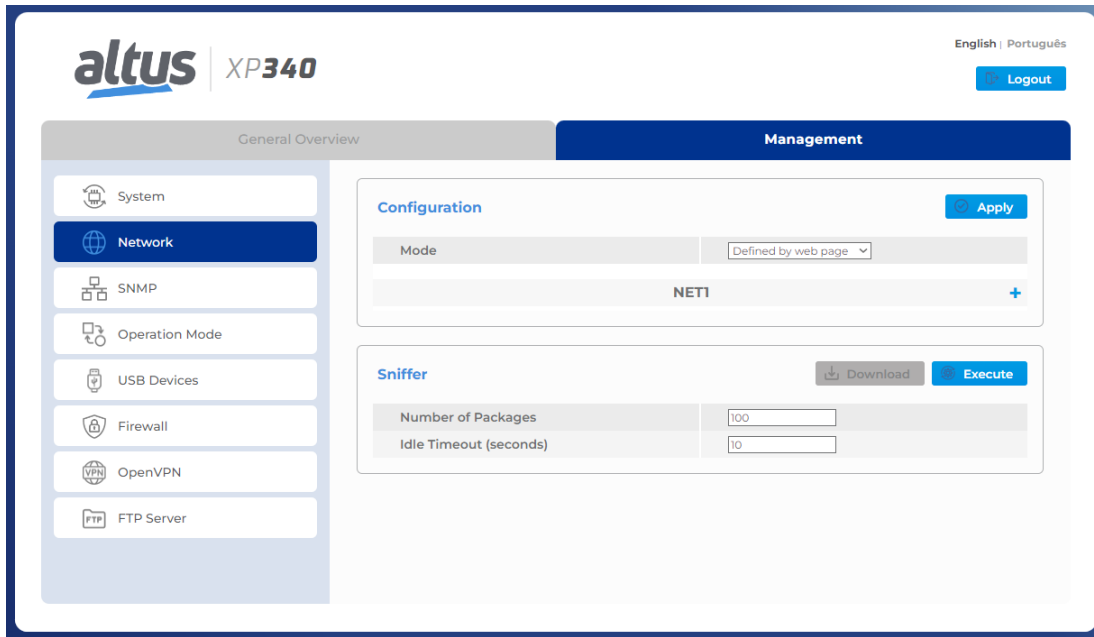 English | Português
altus | XP340
Logout
General Overview
Management
System
Network
SNMP
Operation Mode
USB Devices
Firewall
VPN
OpenVPN
FTP
FTP Server
Configuration
Apply
Mode
Defined by web page
NET1 +
Sniffer
Download
Execute
Number of Packages
100
Idle Timeout (seconds)
10